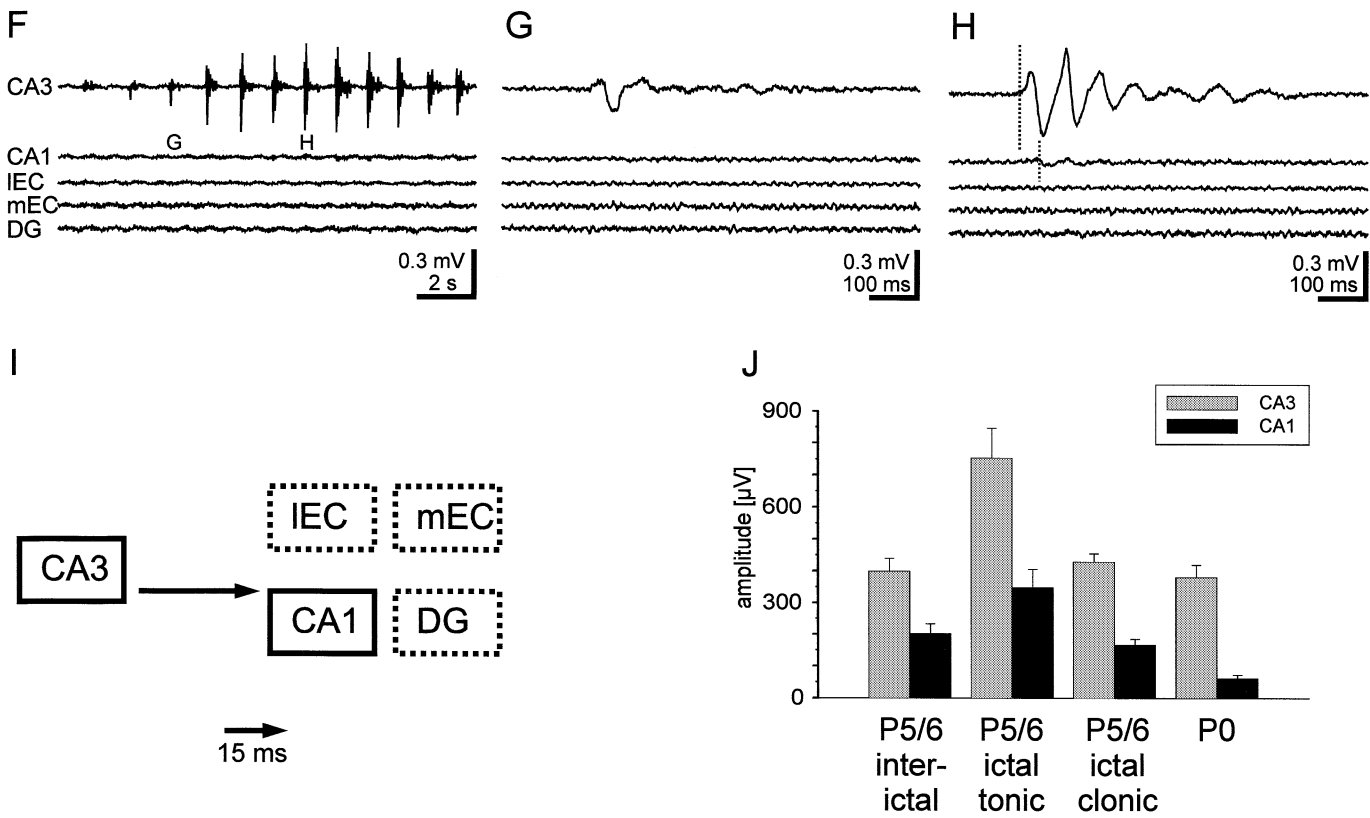 F
CA3
G
H
CA1
lEC
mEC
DG
0.3 mV
2 s
G
0.3 mV
100 ms
H
0.3 mV
100 ms
I
CA3
lEC
mEC
CA1
DG
15 ms
J
CA3
CA1
amplitude [µV]
900
600
300
0
P5/6
inter-
ictal
P5/6
ictal
tonic
P5/6
ictal
clonic
P0